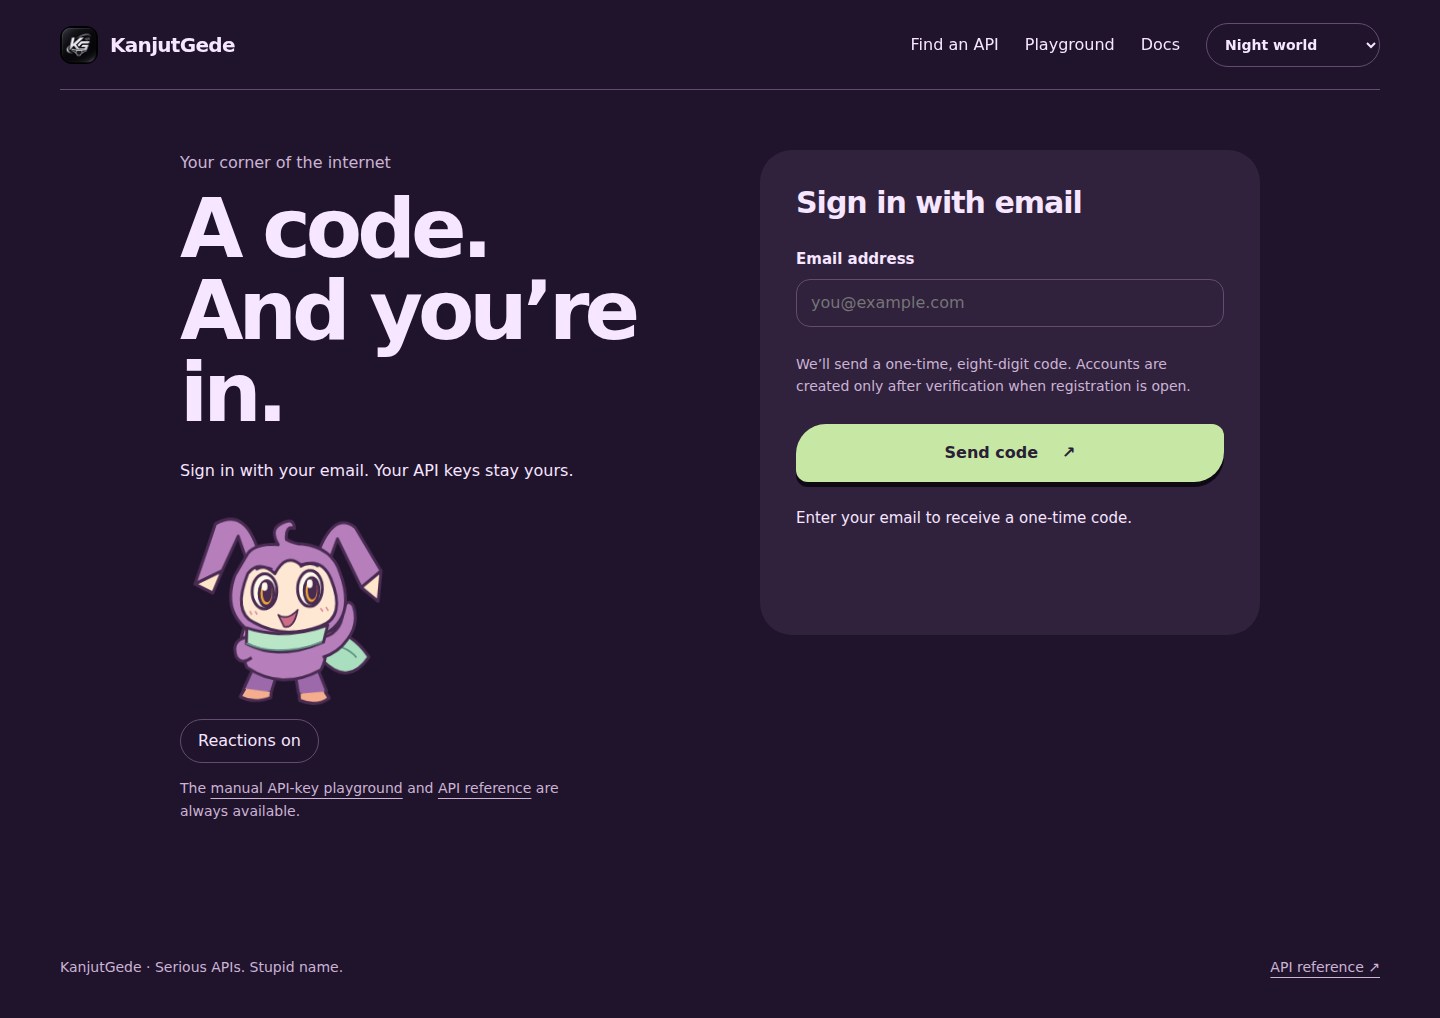 KG KanjutGede
Find an API
Playground
Docs
Night world
Your corner of the internet
A code.
And you’re
in.
Sign in with your email. Your API keys stay yours.
Reactions on
The manual API-key playground and API reference are
always available.
Sign in with email
Email address
you@example.com
We’ll send a one-time, eight-digit code. Accounts are
created only after verification when registration is open.
Send code ↗
Enter your email to receive a one-time code.
KanjutGede · Serious APIs. Stupid name.
API reference ↗